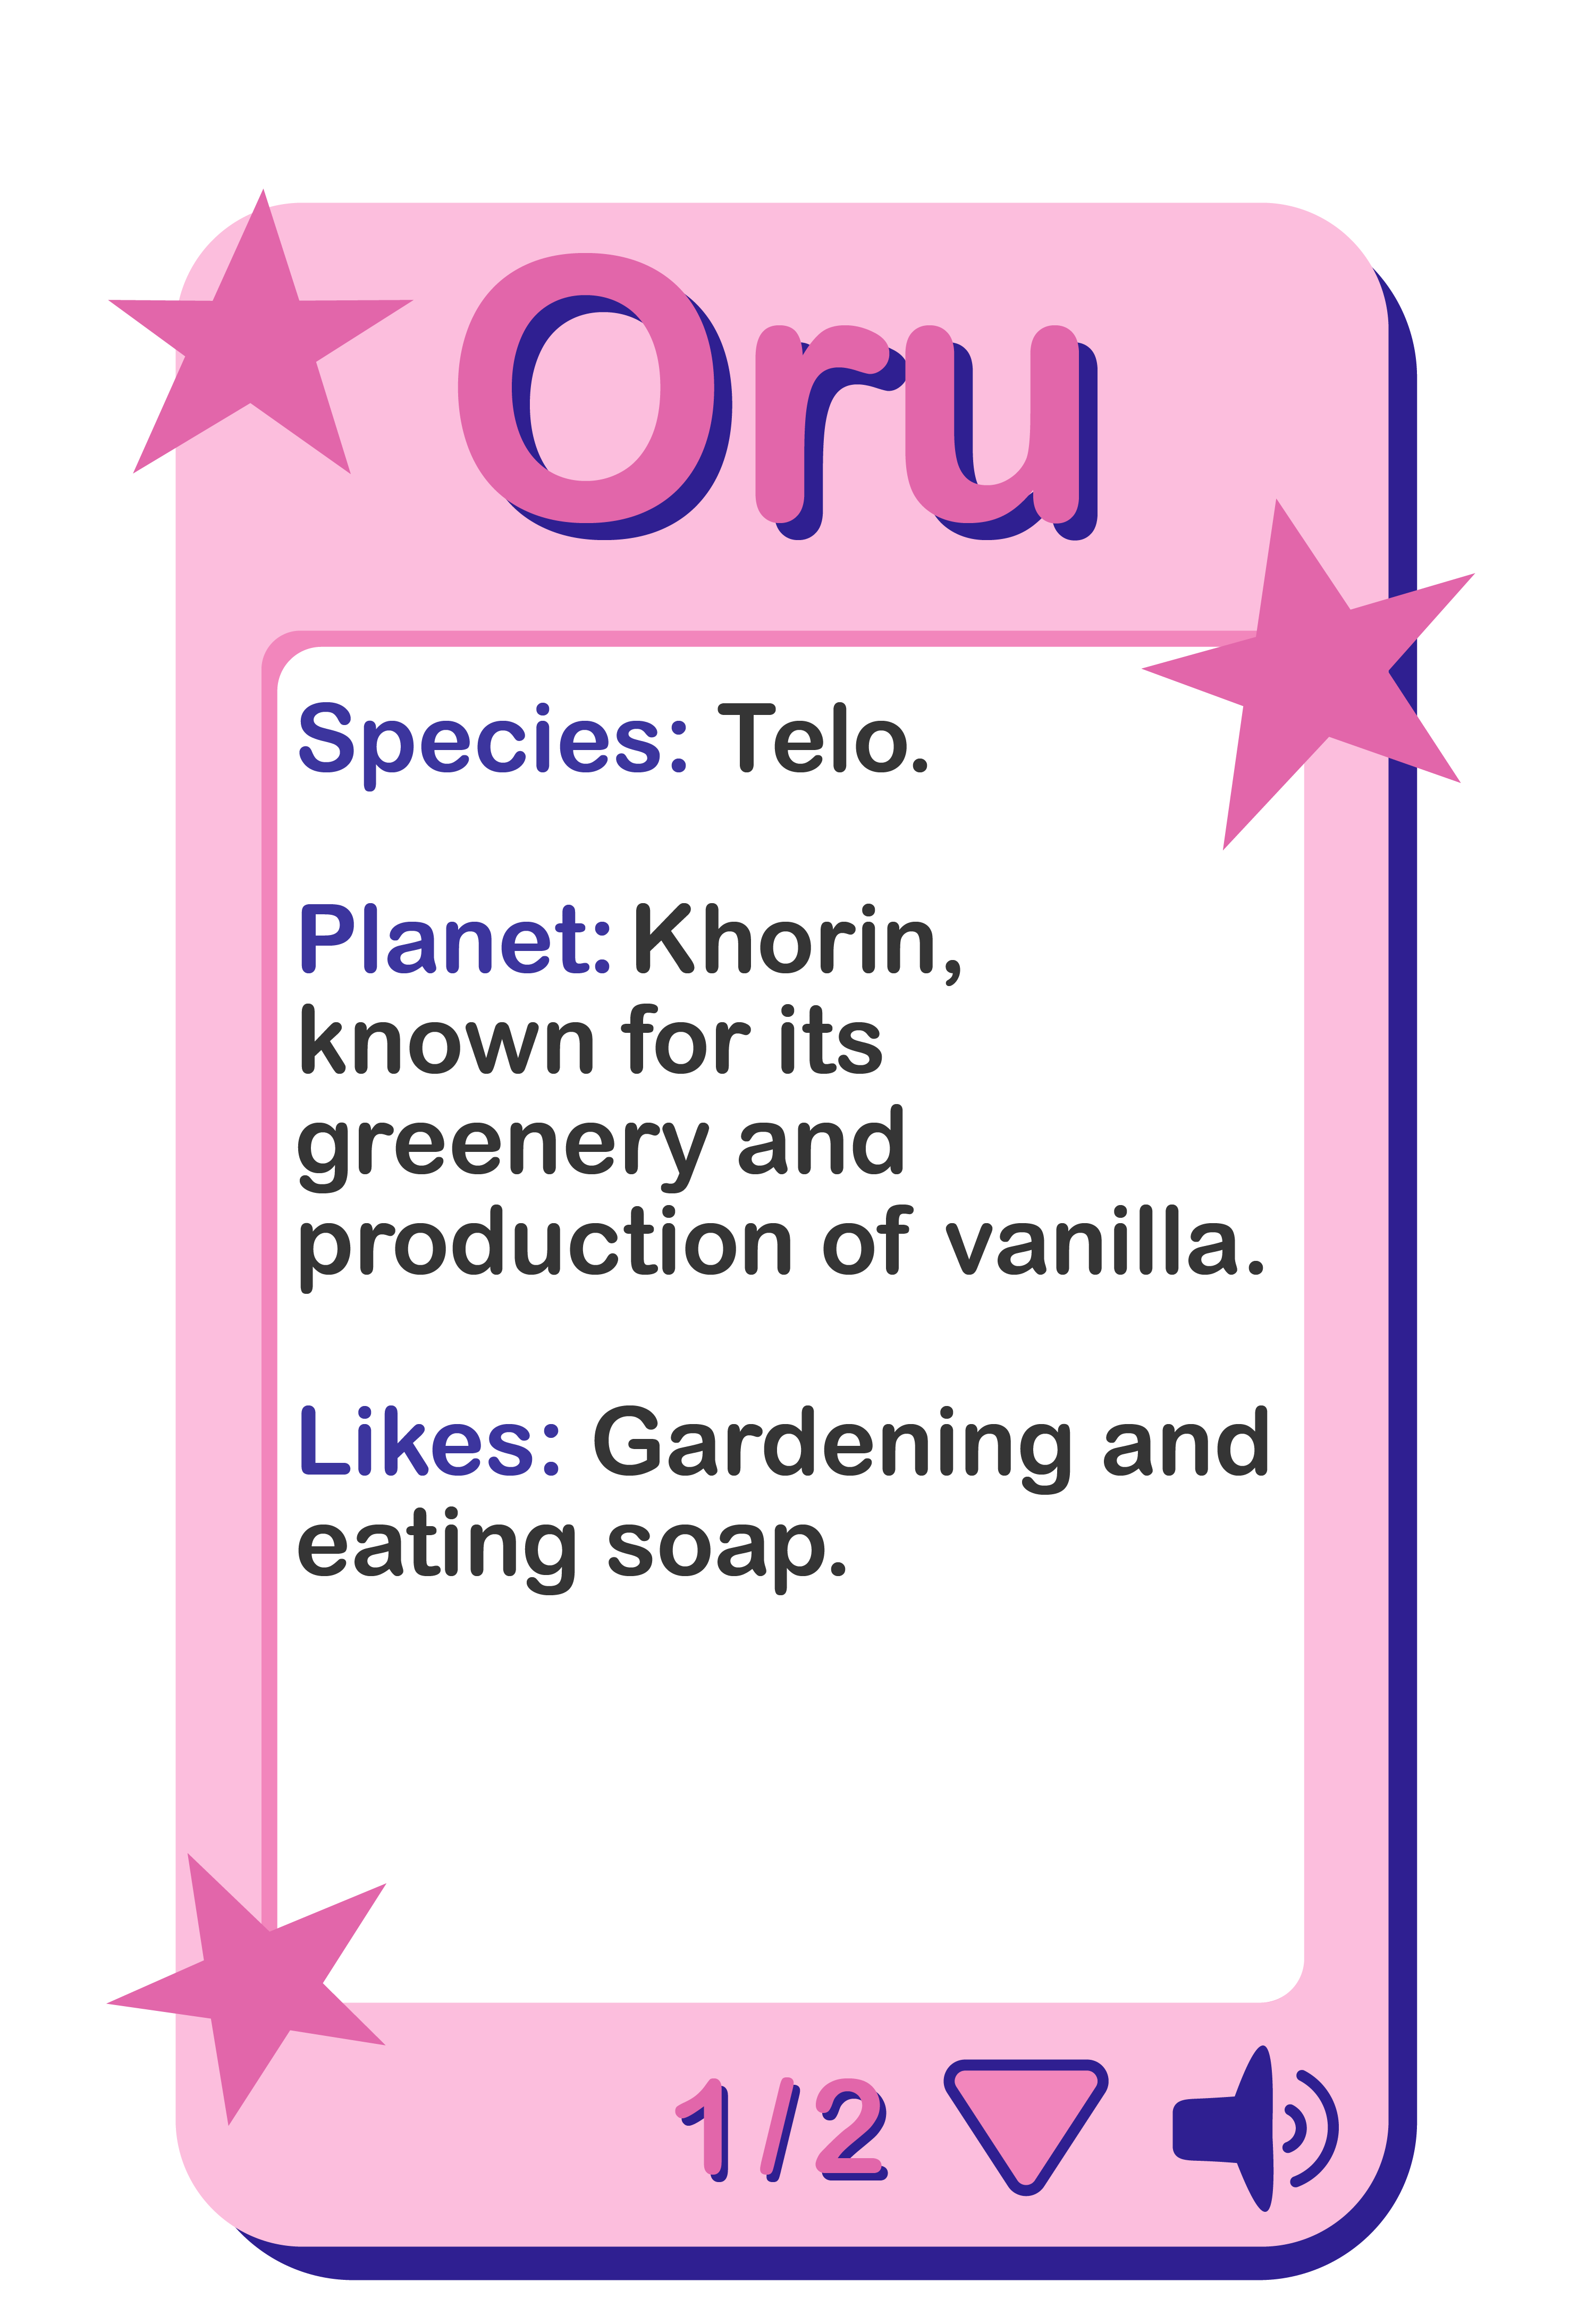 Oru
Species: Telo.
Planet: Khorin,
known for its
greenery and
production of vanilla.
Likes: Gardening and
eating soap.
1/2